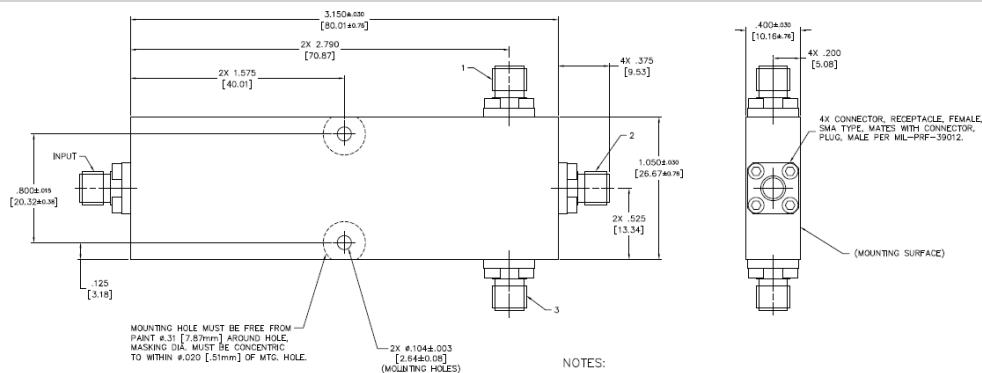 3.150±.030
[80.01±0.76]
2X 2.790
[70.87]
2X 1.575
[40.01]
1
4X .375
[9.53]
.400±.030
[10.16±.76]
4X .200
[5.08]
4X CONNECTOR, RECEPTACLE, FEMALE,
SMA TYPE, MATES WITH CONNECTOR,
PLUG, MALE PER MIL-PRF-39012.
INPUT
2
1.050±.030
[26.67±0.76]
.800±.015
[20.32±0.38]
2X .525
[13.34]
(MOUNTING SURFACE)
.125
[3.18]
3
MOUNTING HOLE MUST BE FREE FROM
PAINT ø.31 [7.87mm] AROUND HOLE,
MASKING DIA. MUST BE CONCENTRIC
TO WITHIN ø.020 [.51mm] OF MTG. HOLE.
2X ø.104±.003
[2.64±0.08]
(MOUNTING HOLES)
NOTES: